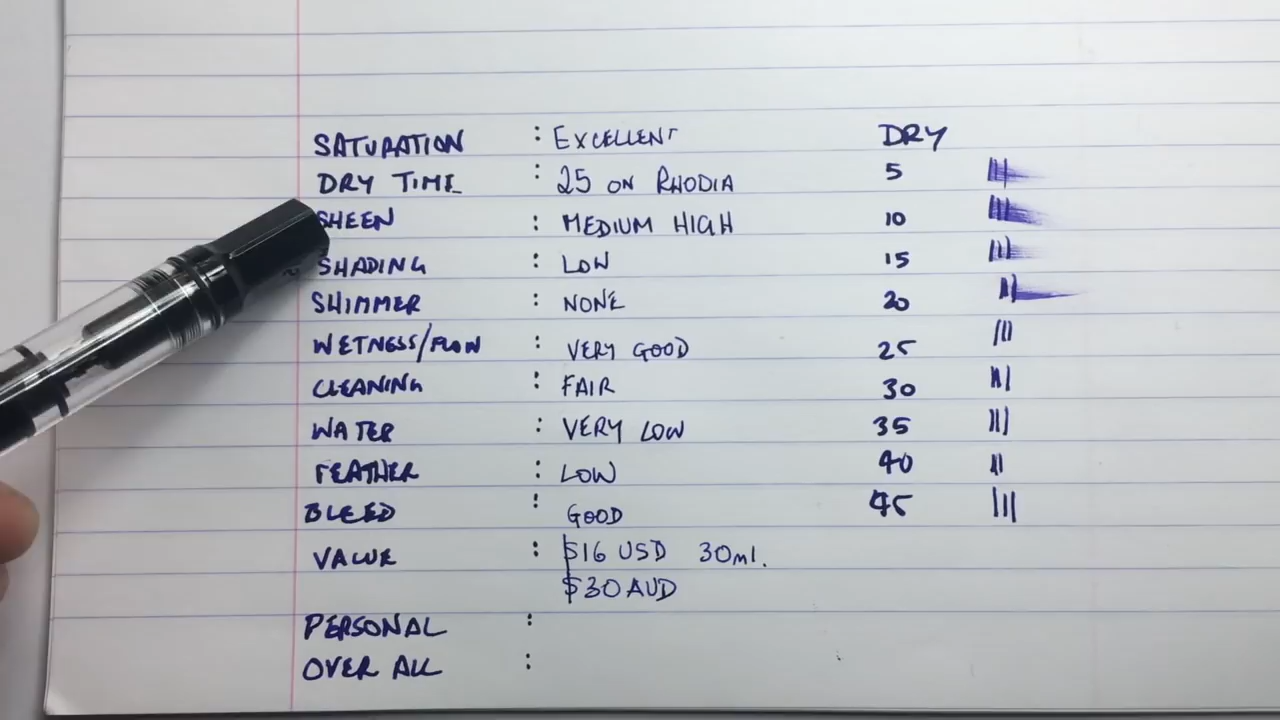 SATURATION : EXCELLENT DRY
DRY TIME : 25 ON RHODIA 5
SHEEN : MEDIUM HIGH 10
SHADING : LOW 15
SHIMMER : NONE 20
WETNESS/FLOW : VERY GOOD 25
CLEANING : FAIR 30
WATER : VERY LOW 35
FEATHER : LOW 40
BLEED : GOOD 45
VALUE : $16 USD 30ml.
$30 AUD
PERSONAL :
OVER ALL :